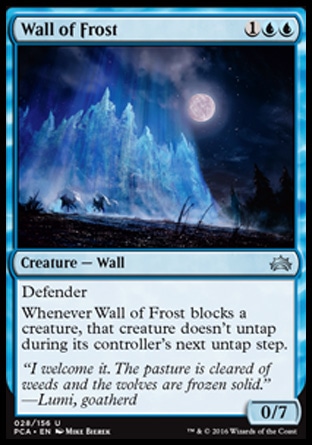 Wall of Frost 1
Creature — Wall
Defender
Whenever Wall of Frost blocks a
creature, that creature doesn't untap
during its controller's next untap step.
"I welcome it. The pasture is cleared of
weeds and the wolves are frozen solid."
—Lumi, goatherd
0/7
028/156 U
PCA • EN Mike Bierek
™ & © 2016 Wizards of the Coast